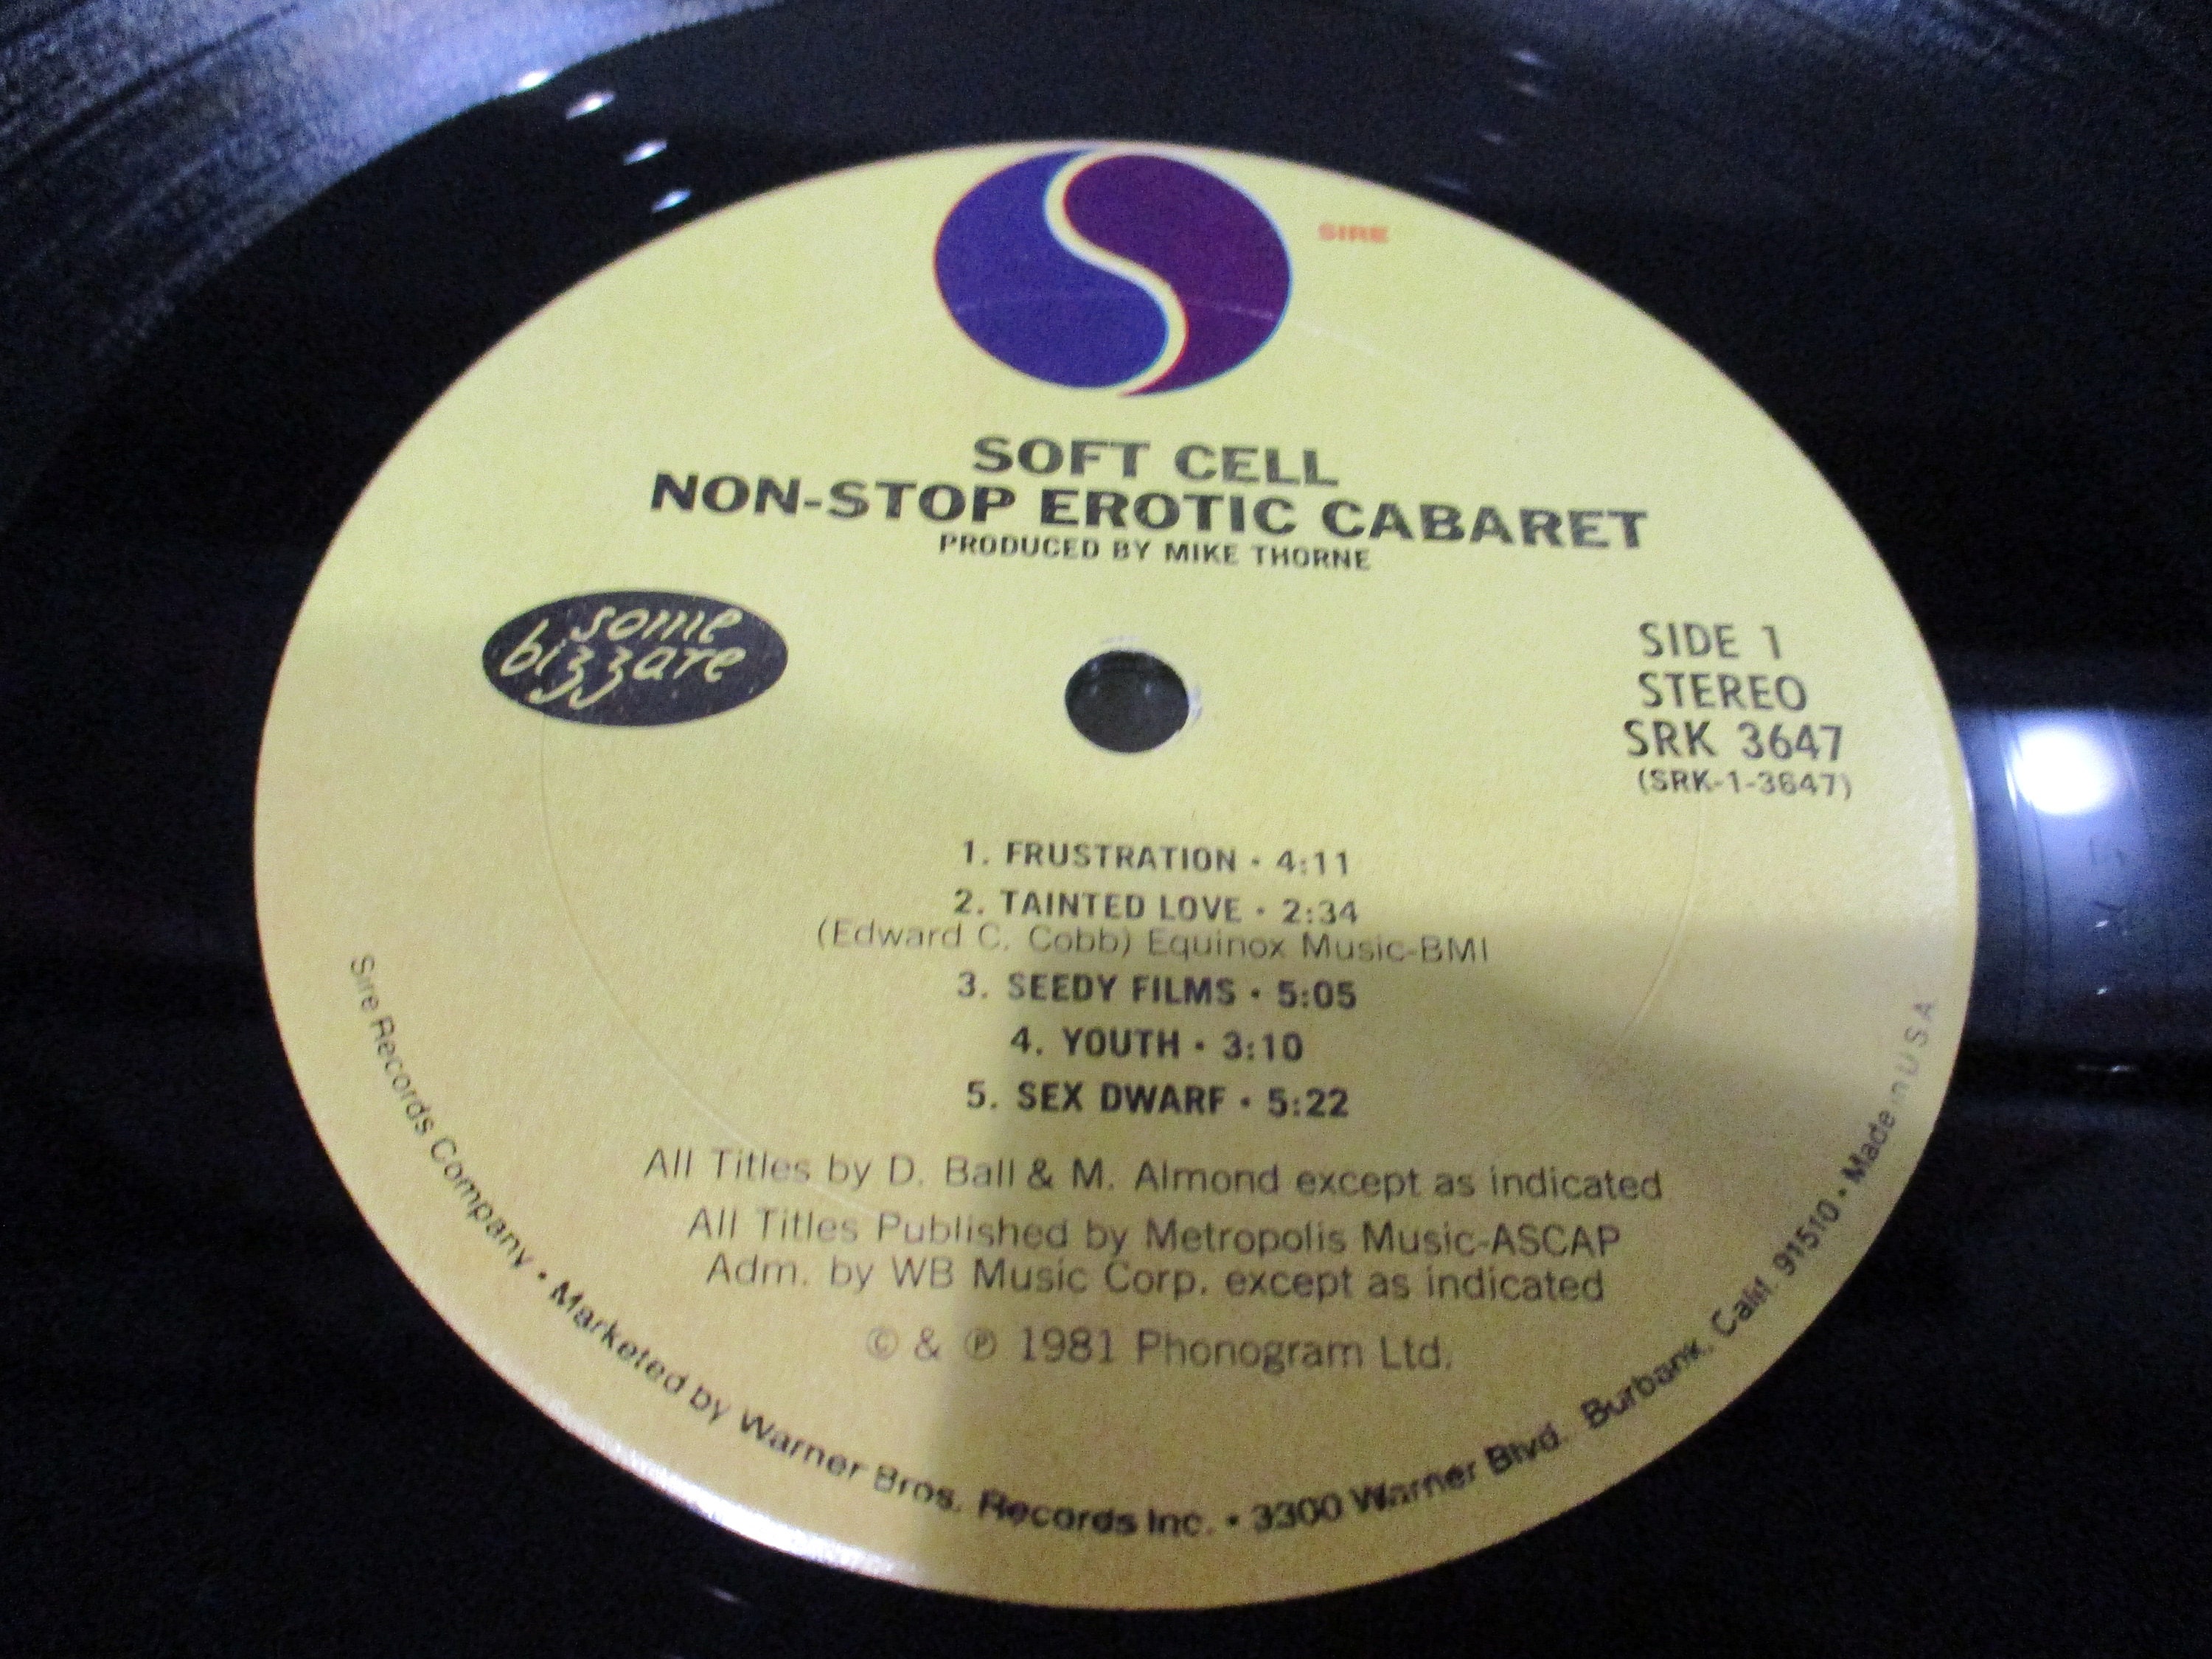 SIRE
SOFT CELL
NON-STOP EROTIC CABARET
PRODUCED BY MIKE THORNE
some
bizzare
SIDE 1
STEREO
SRK 3647
(SRK-1-3647)
1. FRUSTRATION • 4:11
2. TAINTED LOVE • 2:34
(Edward C. Cobb) Equinox Music-BMI
3. SEEDY FILMS • 5:05
4. YOUTH • 3:10
5. SEX DWARF • 5:22
All Titles by D. Ball & M. Almond except as indicated
All Titles Published by Metropolis Music-ASCAP
Adm. by WB Music Corp. except as indicated
© & ℗ 1981 Phonogram Ltd.
Sire Records Company • Marketed by Warner Bros. Records Inc. • 3300 Warner Blvd. Burbank, Calif. 91510 • Made in U S A